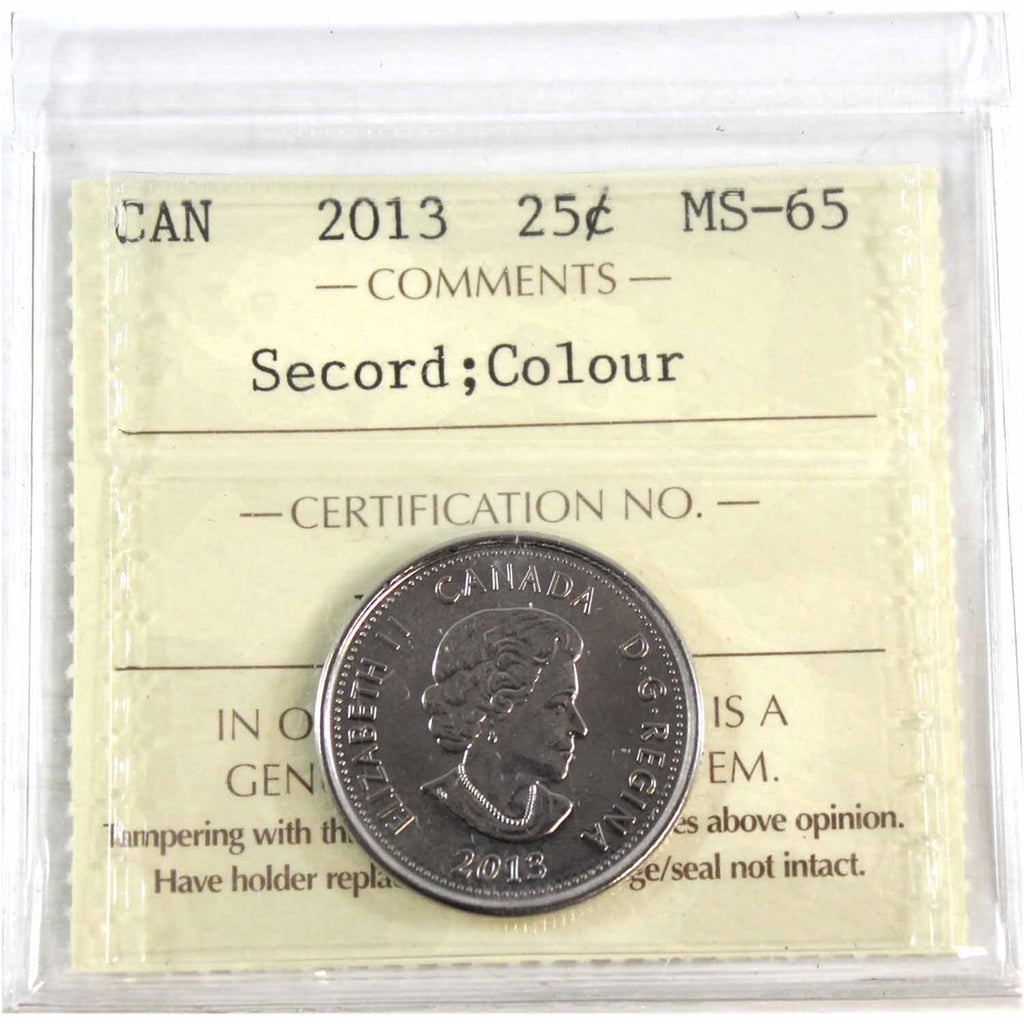 CAN 2013 25¢ MS-65
— COMMENTS —
Secord;Colour
— CERTIFICATION NO. —
CANADA
ELIZABETH II
D·G·REGINA
2013
IN O IS A
GEN EM.
Tampering with th es above opinion.
Have holder repla ge/seal not intact.